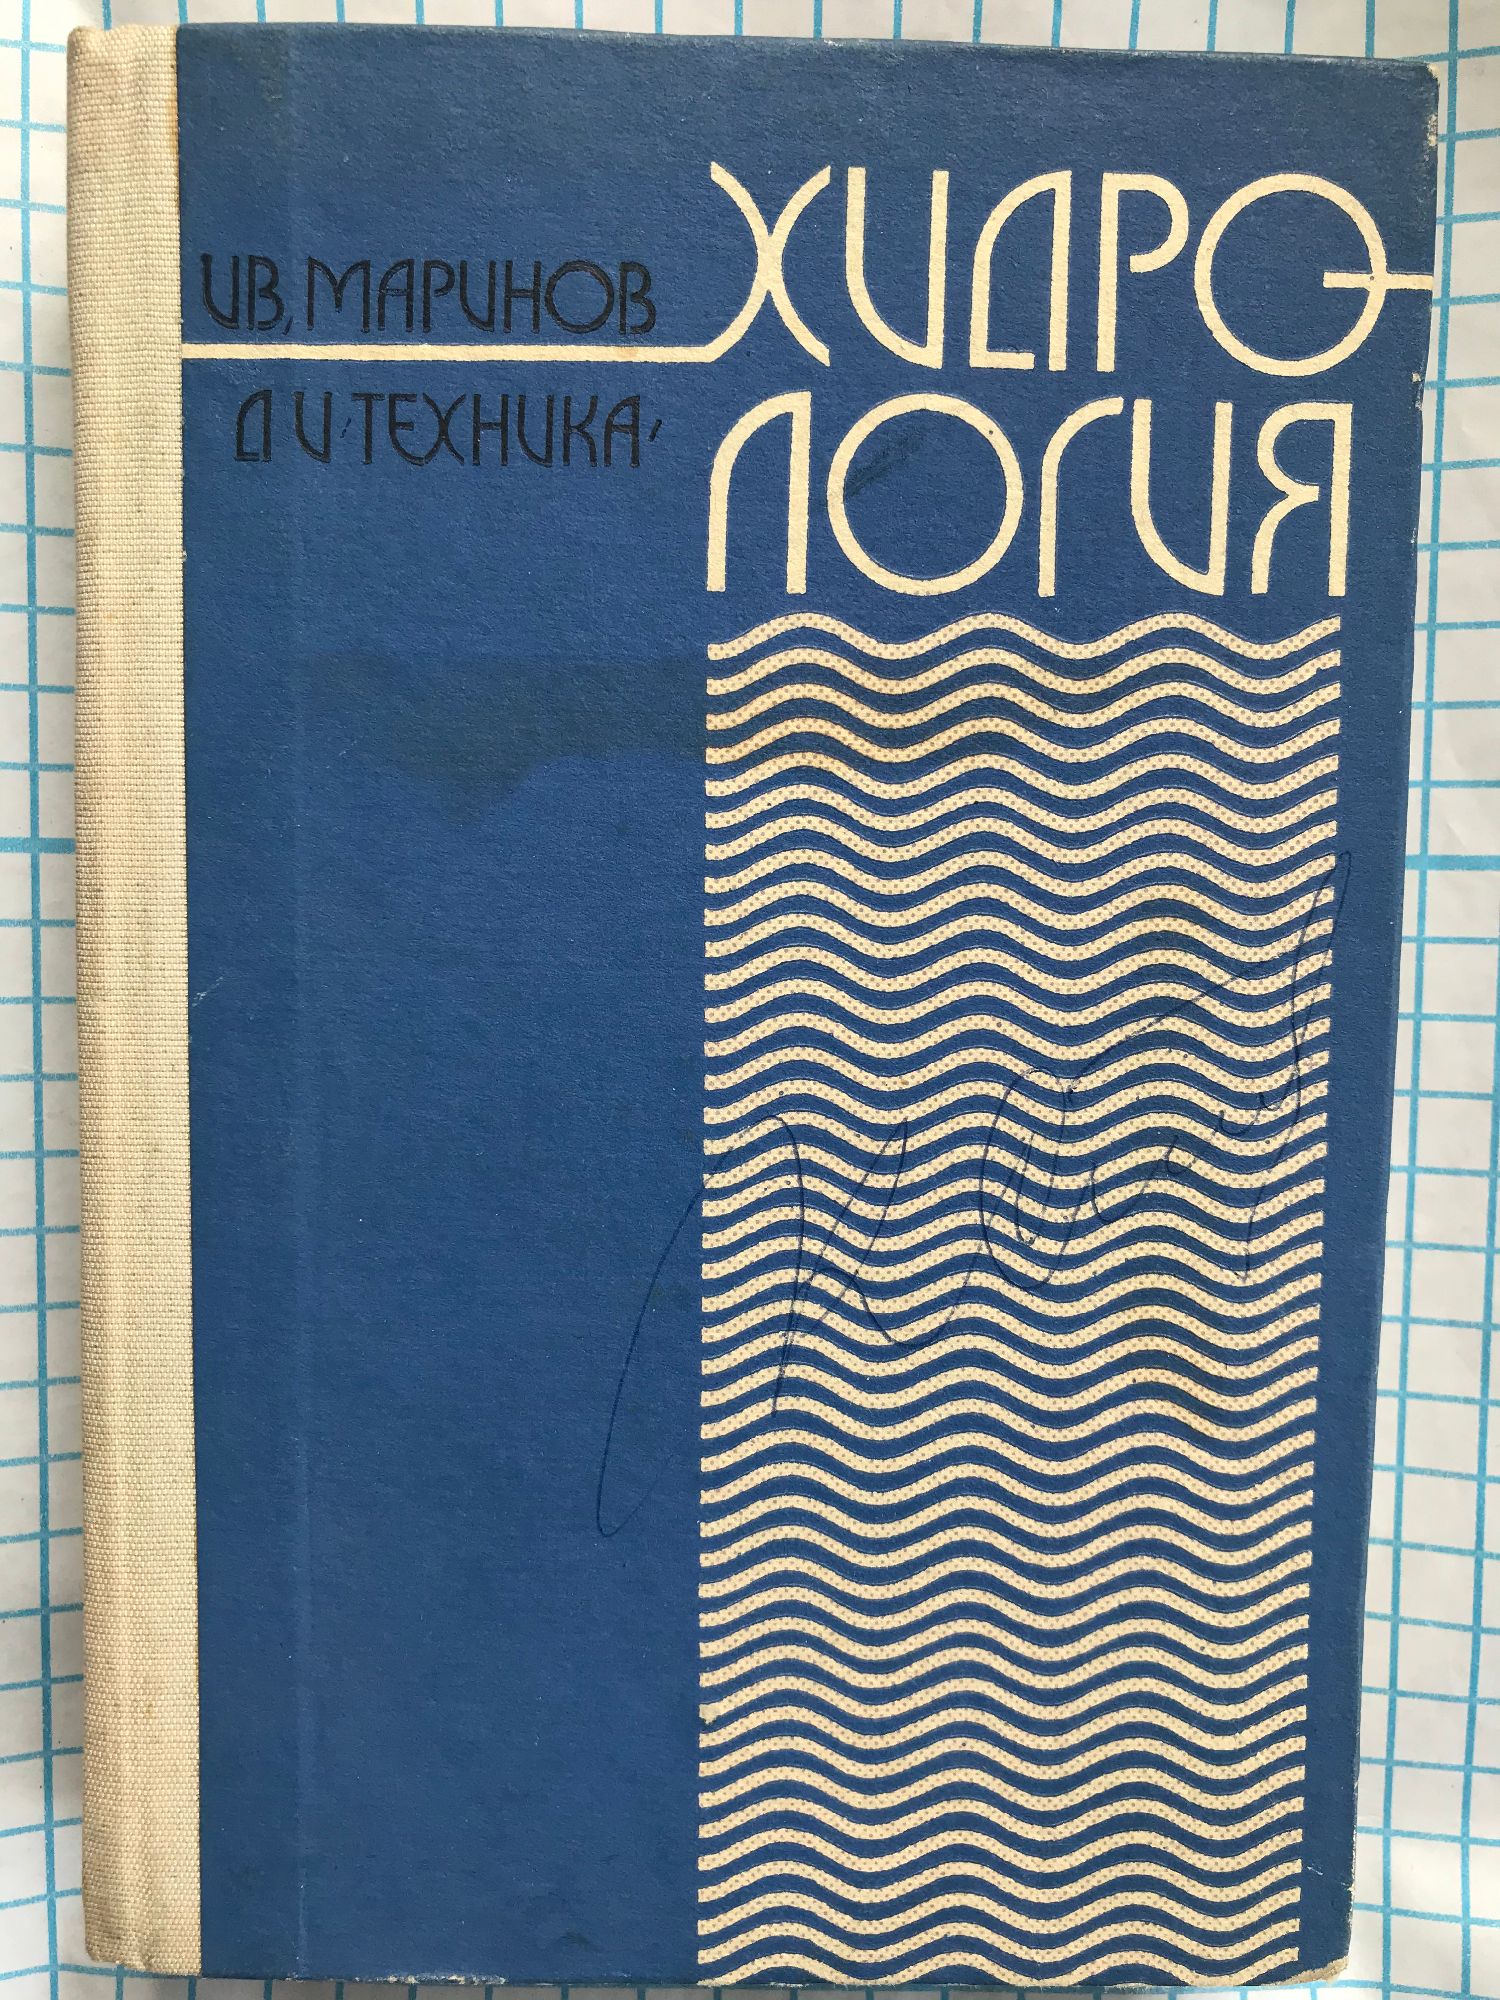 ХИДРО-
ЛОГИЯ
ИВ. МАРИНОВ
Д И "ТЕХНИКА"